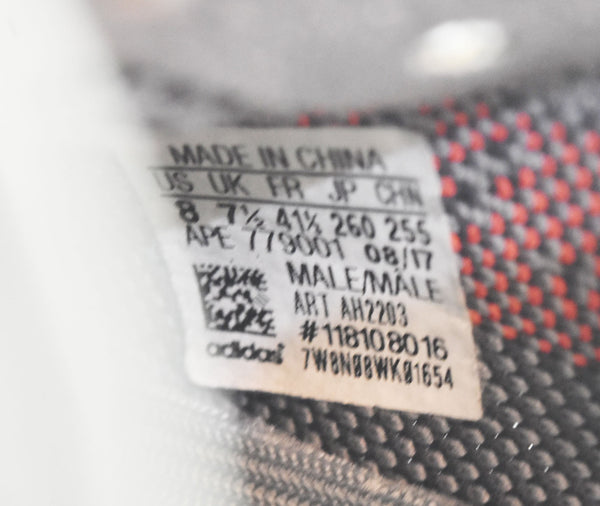 MADE IN CHINA
US UK FR JP CHN
8 7½ 41⅓ 260 255
APE 779001 08/17
MALE/MÂLE
ART AH2203
#118108016
adidas 7W8N08WK01654